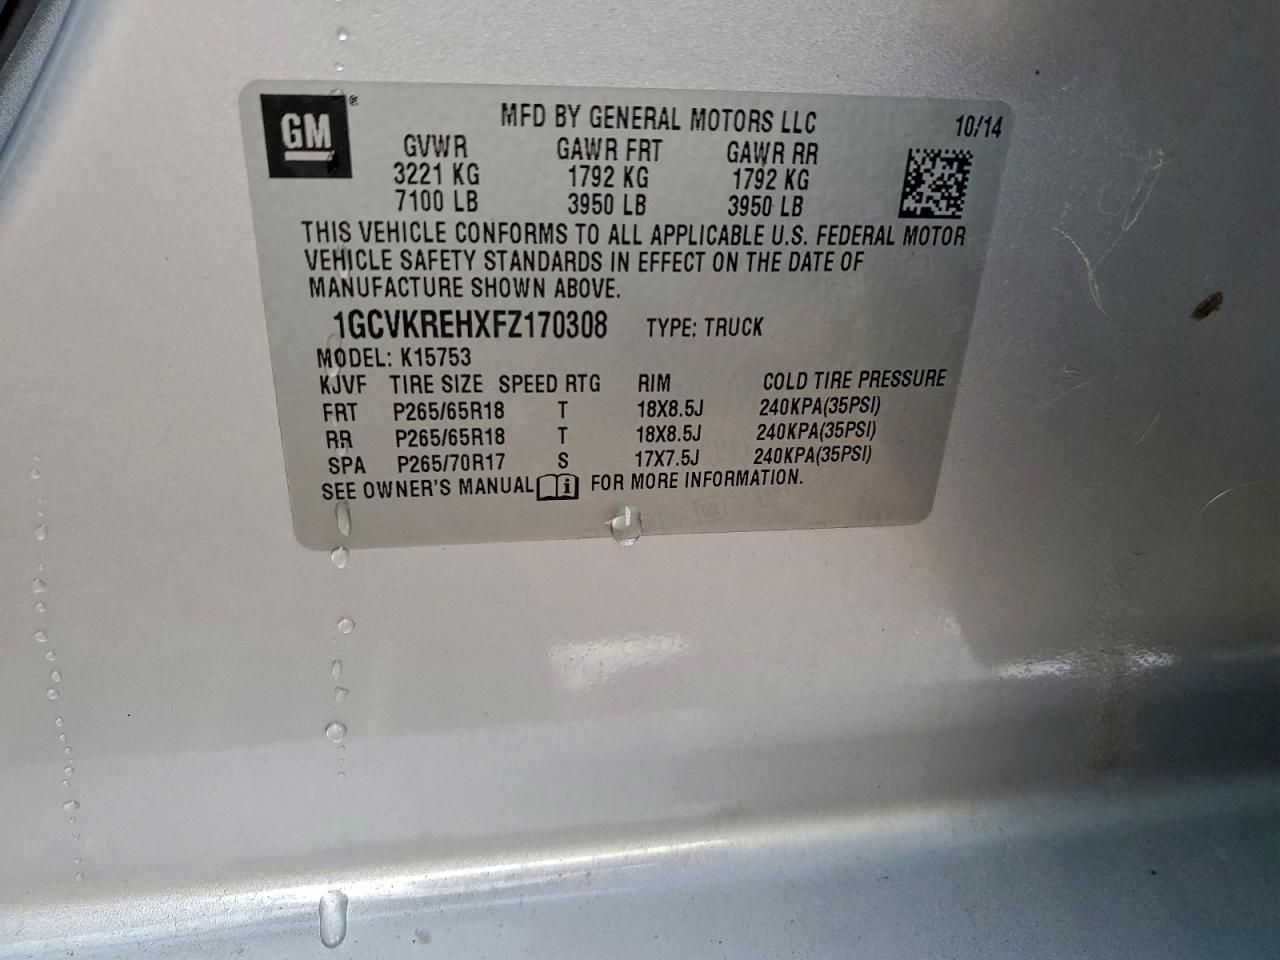 GM
MFD BY GENERAL MOTORS LLC 10/14
GVWR GAWR FRT GAWR RR
3221 KG 1792 KG 1792 KG
7100 LB 3950 LB 3950 LB
THIS VEHICLE CONFORMS TO ALL APPLICABLE U.S. FEDERAL MOTOR
VEHICLE SAFETY STANDARDS IN EFFECT ON THE DATE OF
MANUFACTURE SHOWN ABOVE.
1GCVKREHXFZ170308 TYPE: TRUCK
MODEL: K15753
KJVF TIRE SIZE SPEED RTG RIM COLD TIRE PRESSURE
FRT P265/65R18 T 18X8.5J 240KPA(35PSI)
RR P265/65R18 T 18X8.5J 240KPA(35PSI)
SPA P265/70R17 S 17X7.5J 240KPA(35PSI)
SEE OWNER'S MANUAL i FOR MORE INFORMATION.